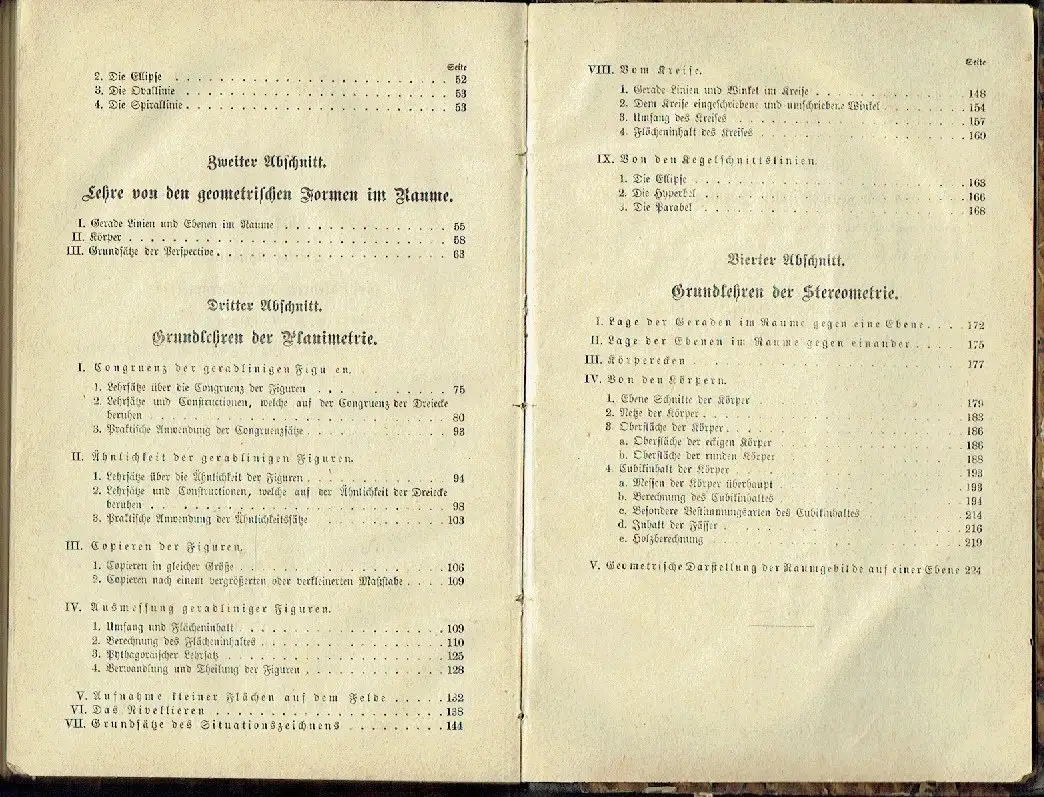 Seite
2. Die Ellipse . . . 52
3. Die Ovallinie . . . 53
4. Die Spirallinie . . . 53
Zweiter Abschnitt.
Lehre von den geometrischen Formen im Raume.
I. Gerade Linien und Ebenen im Raume . . . 55
II. Körper . . . 58
III. Grundsätze der Perspective . . . 63
Dritter Abschnitt.
Grundlehren der Planimetrie.
I. Congruenz der geradlinigen Figu en.
1. Lehrsätze über die Congruenz der Figuren . . . 75
2. Lehrsätze und Constructionen, welche auf der Congruenz der Dreiecke
beruhen . . . 80
3. Praktische Anwendung der Congruenzsätze . . . 93
II. Ähnlichkeit der geradlinigen Figuren.
1. Lehrsätze über die Ähnlichkeit der Figuren . . . 94
2. Lehrsätze und Constructionen, welche auf der Ähnlichkeit der Dreiecke
beruhen . . . 98
3. Praktische Anwendung der Ähnlichkeitssätze . . . 103
III. Copieren der Figuren.
1. Copieren in gleicher Größe . . . 106
2. Copieren nach einem vergrößerten oder verkleinerten Maßstabe . . . 109
IV. Ausmessung geradliniger Figuren.
1. Umfang und Flächeninhalt . . . 109
2. Berechnung des Flächeninhaltes . . . 110
3. Pythagoräischer Lehrsatz . . . 125
4. Verwandlung und Theilung der Figuren . . . 128
V. Aufnahme kleiner Flächen auf dem Felde . . . 132
VI. Das Nivellieren . . . 138
VII. Grundsätze des Situationszeichnens . . . 144
Seite
VIII. Vom Kreise.
1. Gerade Linien und Winkel im Kreise . . . 148
2. Dem Kreise eingeschriebene und umschriebene Winkel . . . 154
3. Umfang des Kreises . . . 157
4. Flächeninhalt des Kreises . . . 160
IX. Von den Kegelschnittslinien.
1. Die Ellipse . . . 163
2. Die Hyperbel . . . 166
3. Die Parabel . . . 168
Vierter Abschnitt.
Grundlehren der Stereometrie.
I. Lage der Geraden im Raume gegen eine Ebene . . . 172
II. Lage der Ebenen im Raume gegen einander . . . 175
III. Körperecken . . . 177
IV. Von den Körpern.
1. Ebene Schnitte der Körper . . . 179
2. Netze der Körper . . . 183
3. Oberfläche der Körper . . . 186
a. Oberfläche der eckigen Körper . . . 186
b. Oberfläche der runden Körper . . . 188
4. Cubikinhalt der Körper . . . 193
a. Messen der Körper überhaupt . . . 193
b. Berechnung des Cubikinhaltes . . . 194
c. Besondere Bestimmungsarten des Cubikinhaltes . . . 214
d. Inhalt der Fässer . . . 216
e. Holzberechnung . . . 219
V. Geometrische Darstellung der Raumgebilde auf einer Ebene 224